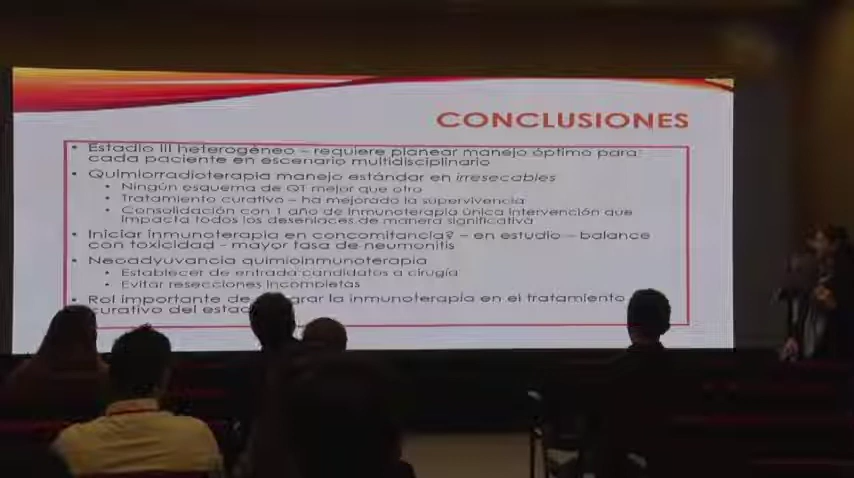 CONCLUSIONES
• Estadio III heterogéneo – requiere planear manejo óptimo para
cada paciente en escenario multidisciplinario
• Quimiorradioterapia manejo estándar en irresecables
• Ningún esquema de QT mejor que otro
• Tratamiento curativo – ha mejorado la supervivencia
• Consolidación con 1 año de inmunoterapia única intervención que
impacta todos los desenlaces de manera significativa
• Iniciar inmunoterapia en concomitancia? – en estudio – balance
con toxicidad - mayor tasa de neumonitis
• Neoadyuvancia quimioinmunoterapia
• Establecer de entrada candidatos a cirugía
• Evitar resecciones incompletas
• Rol importante de grar la inmunoterapia en el tratamiento
curativo del estad